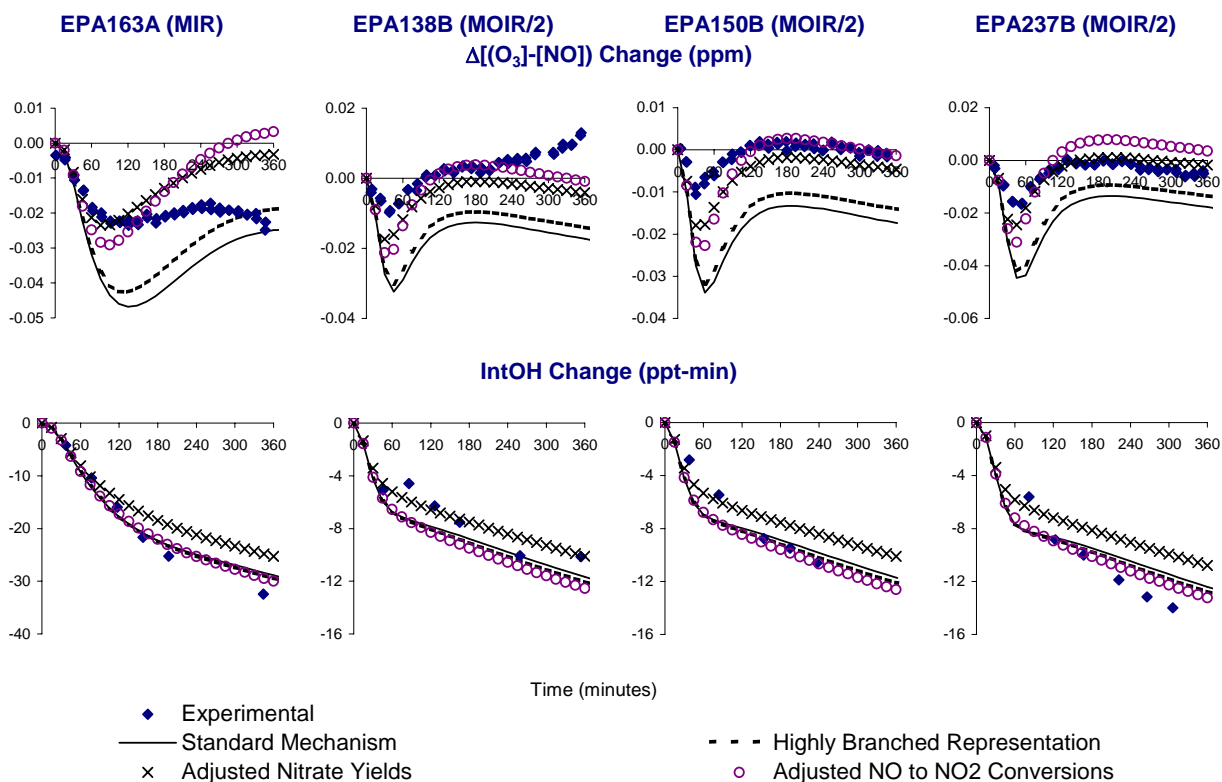 EPA163A (MIR) EPA138B (MOIR/2) EPA150B (MOIR/2) EPA237B (MOIR/2)
Δ[(O3]-[NO]) Change (ppm)
0.01
0.00
-0.01
-0.02
-0.03
-0.04
-0.05
0 60 120 180 240 300 360
0.02
0.00
-0.02
-0.04
0 60 120 180 240 300 360
0.01
0.00
-0.01
-0.02
-0.03
-0.04
0 60 120 180 240 300 360
0.02
0.00
-0.02
-0.04
-0.06
0 60 120 180 240 300 360
IntOH Change (ppt-min)
0
-10
-20
-30
-40
0 60 120 180 240 300 360
0
-4
-8
-12
-16
0 60 120 180 240 300 360
0
-4
-8
-12
-16
0 60 120 180 240 300 360
0
-4
-8
-12
-16
0 60 120 180 240 300 360
Time (minutes)
Experimental
Standard Mechanism
Highly Branched Representation
Adjusted Nitrate Yields
Adjusted NO to NO2 Conversions